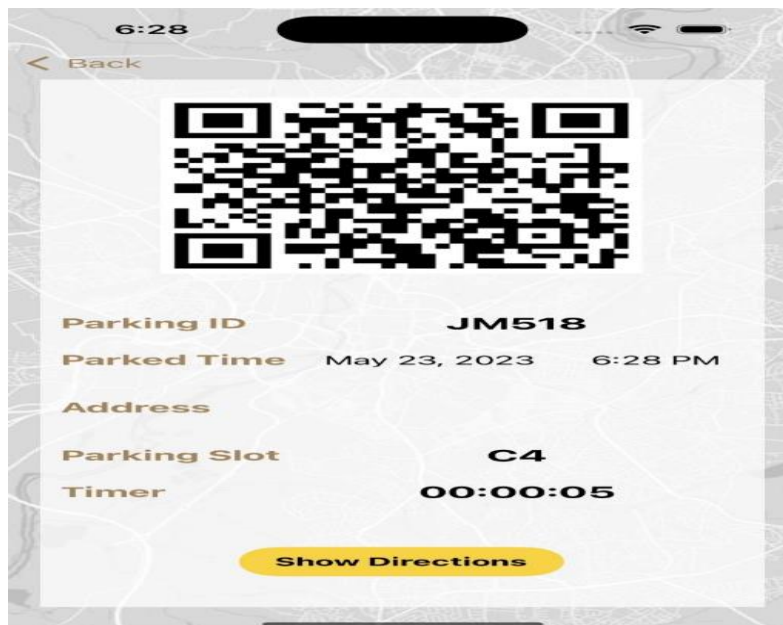 6:28
Back
Parking ID JM518
Parked Time May 23, 2023 6:28 PM
Address
Parking Slot C4
Timer 00:00:05
Show Directions